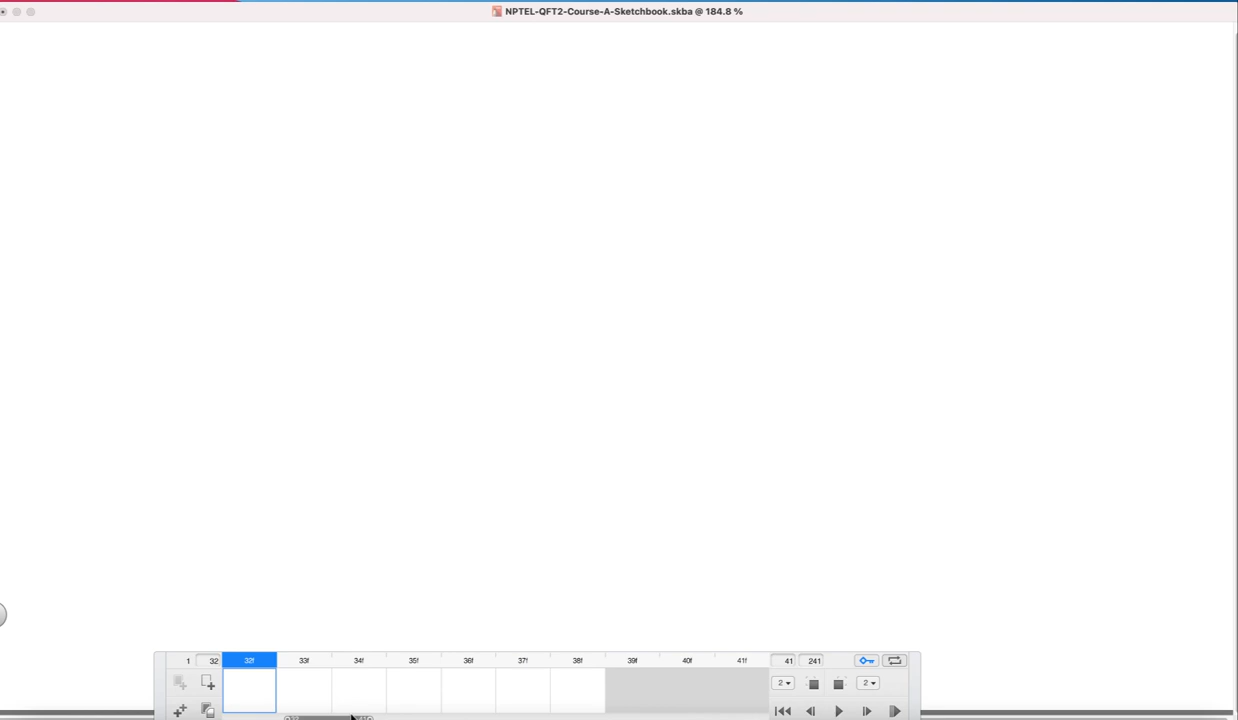 NPTEL-QFT2-Course-A-Sketchbook.skba @ 184.8 %
1 32 32f 33f 34f 35f 36f 37f 38f 39f 40f 41f 41 241
2 2